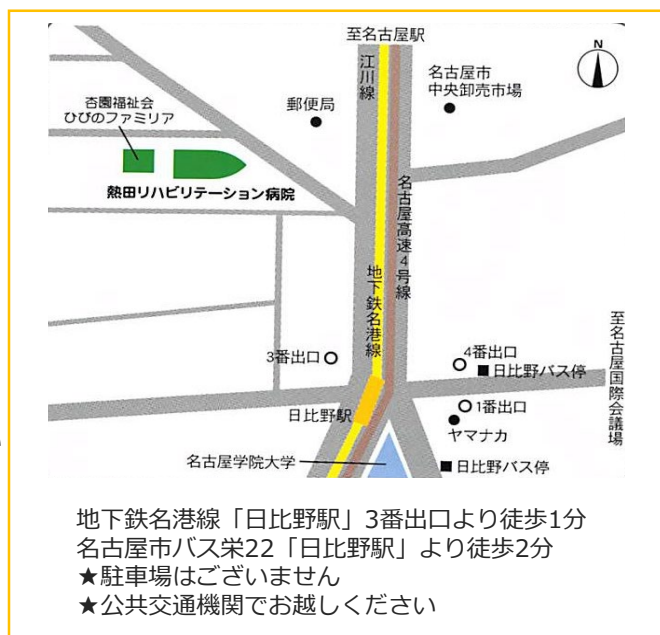 至名古屋駅
N
江川線
名古屋市
中央卸売市場
郵便局
杏園福祉会
ひびのファミリア
熱田リハビリテーション病院
名古屋高速4号線
地下鉄名港線
至名古屋国際会議場
3番出口
4番出口
日比野バス停
1番出口
日比野駅
ヤマナカ
名古屋学院大学
日比野バス停
地下鉄名港線「日比野駅」3番出口より徒歩1分
名古屋市バス栄22「日比野駅」より徒歩2分
★駐車場はございません
★公共交通機関でお越しください